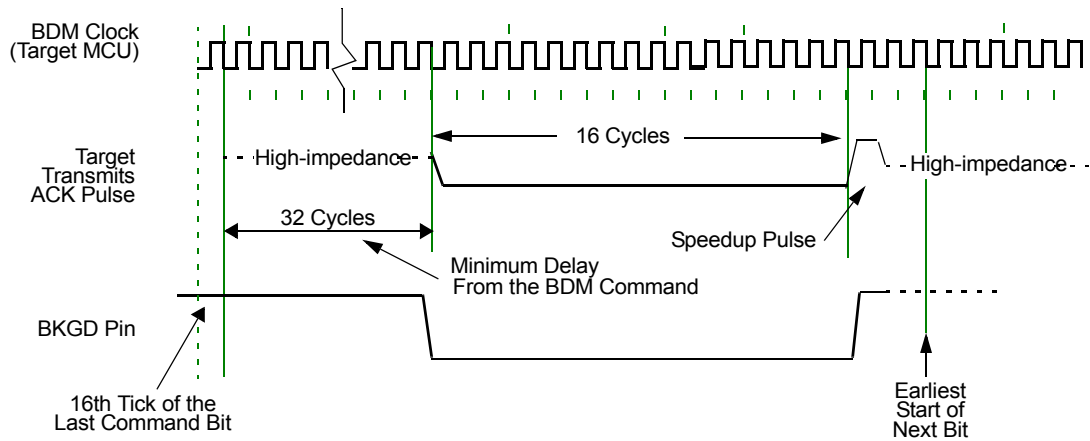 BDM Clock
(Target MCU)
16 Cycles
Target
Transmits
ACK Pulse
High-impedance
High-impedance
32 Cycles
Speedup Pulse
Minimum Delay
From the BDM Command
BKGD Pin
16th Tick of the
Last Command Bit
Earliest
Start of
Next Bit